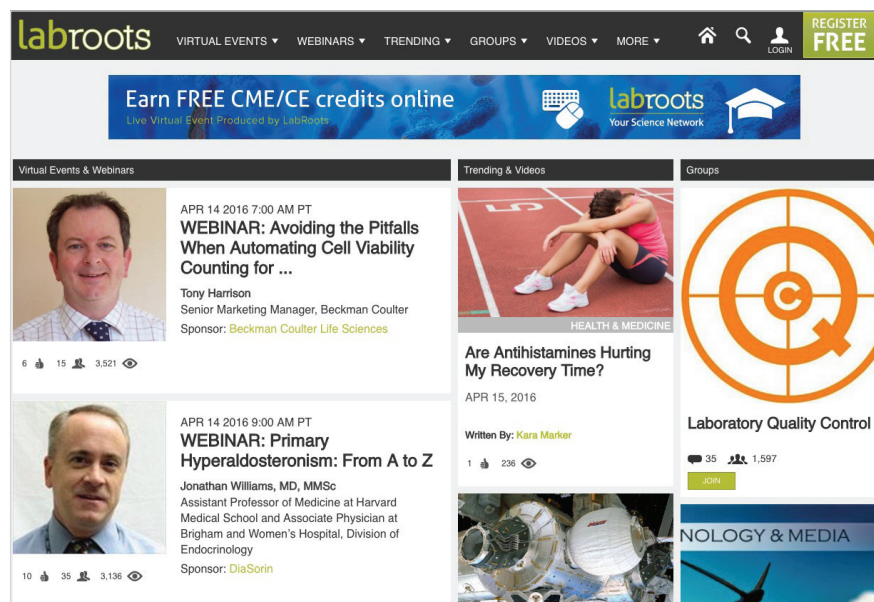 labroots
VIRTUAL EVENTS ▼ WEBINARS ▼ TRENDING ▼ GROUPS ▼ VIDEOS ▼ MORE ▼
LOGIN
REGISTER
FREE
Earn FREE CME/CE credits online
Live Virtual Event Produced by LabRoots
labroots
Your Science Network
Virtual Events & Webinars
APR 14 2016 7:00 AM PT
WEBINAR: Avoiding the Pitfalls
When Automating Cell Viability
Counting for ...
Tony Harrison
Senior Marketing Manager, Beckman Coulter
Sponsor: Beckman Coulter Life Sciences
6 15 3,521
APR 14 2016 9:00 AM PT
WEBINAR: Primary
Hyperaldosteronism: From A to Z
Jonathan Williams, MD, MMSc
Assistant Professor of Medicine at Harvard
Medical School and Associate Physician at
Brigham and Women's Hospital, Division of
Endocrinology
Sponsor: DiaSorin
10 35 3,136
Trending & Videos
HEALTH & MEDICINE
Are Antihistamines Hurting
My Recovery Time?
APR 15, 2016
Written By: Kara Marker
1 236
Groups
C
Laboratory Quality Control
35 1,597
JOIN
NOLOGY & MEDIA